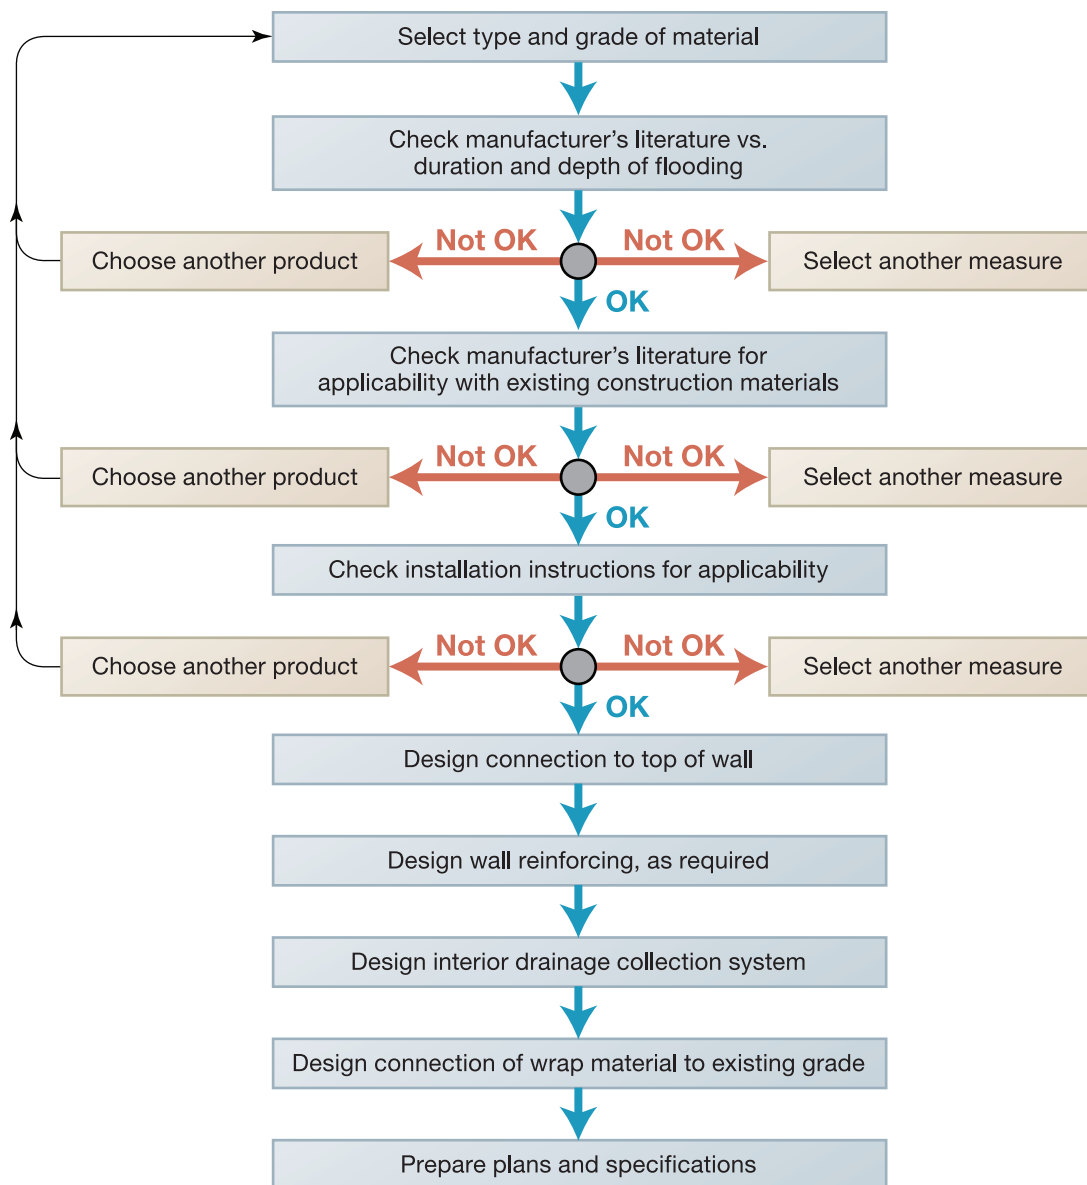 Select type and grade of material
Check manufacturer’s literature vs.
duration and depth of flooding
Not OK
Not OK
Choose another product
Select another measure
OK
Check manufacturer’s literature for
applicability with existing construction materials
Not OK
Not OK
Choose another product
Select another measure
OK
Check installation instructions for applicability
Not OK
Not OK
Choose another product
Select another measure
OK
Design connection to top of wall
Design wall reinforcing, as required
Design interior drainage collection system
Design connection of wrap material to existing grade
Prepare plans and specifications